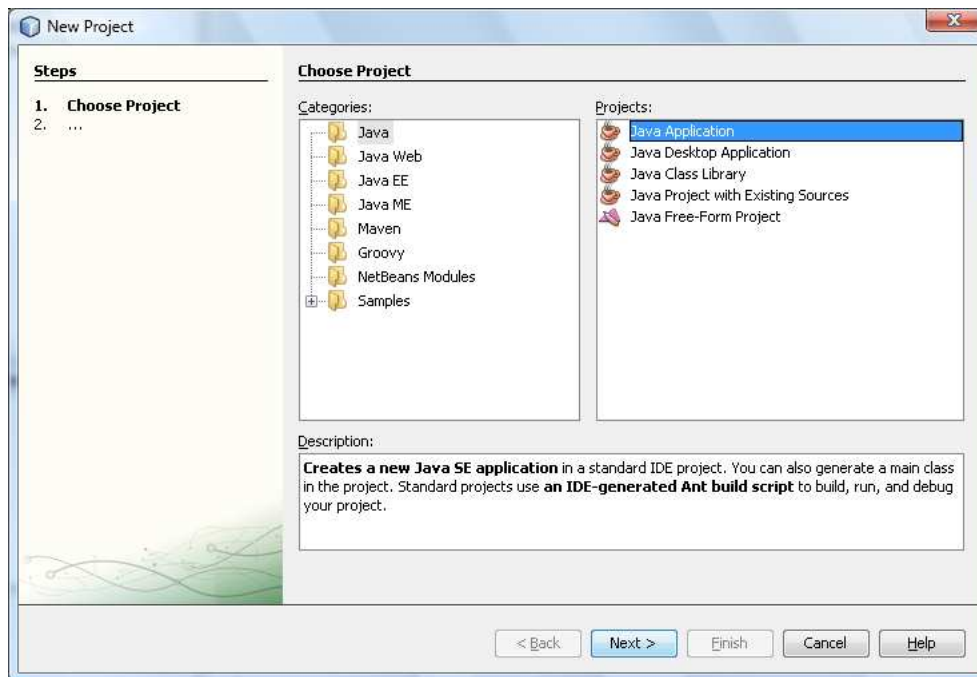 New Project
Steps
1. Choose Project
2. ...
Choose Project
Categories:
Java
Java Web
Java EE
Java ME
Maven
Groovy
NetBeans Modules
Samples
Projects:
Java Application
Java Desktop Application
Java Class Library
Java Project with Existing Sources
Java Free-Form Project
Description:
Creates a new Java SE application in a standard IDE project. You can also generate a main class
in the project. Standard projects use an IDE-generated Ant build script to build, run, and debug
your project.
< Back Next > Finish Cancel Help